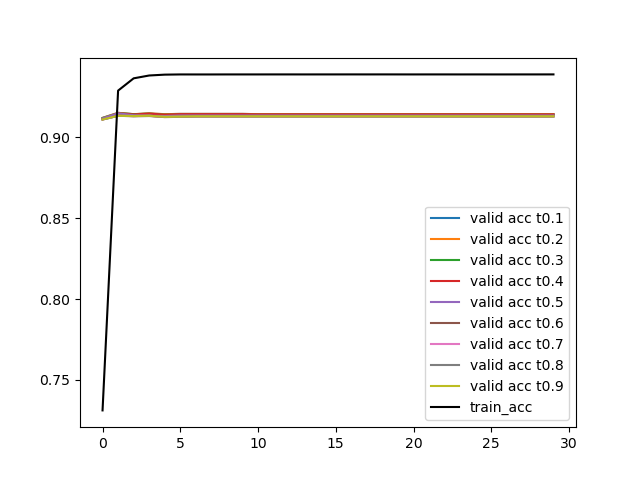 0.90
0.85
0.80
0.75
0 5 10 15 20 25 30
valid acc t0.1
valid acc t0.2
valid acc t0.3
valid acc t0.4
valid acc t0.5
valid acc t0.6
valid acc t0.7
valid acc t0.8
valid acc t0.9
train_acc